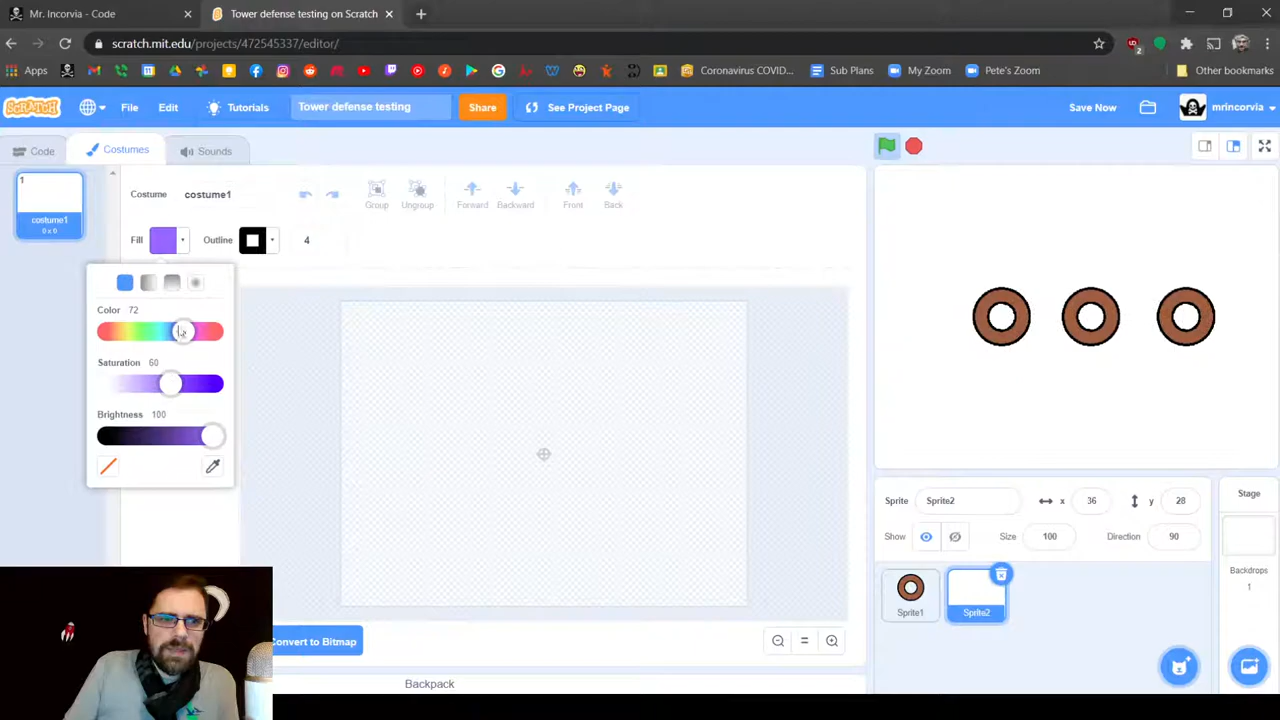 Mr. Incorvia - Code
Tower defense testing on Scratch
scratch.mit.edu/projects/472545337/editor/
2
Apps
Coronavirus COVID...
Sub Plans
My Zoom
Pete's Zoom
Other bookmarks
SCRATCH
File
Edit
Tutorials
Tower defense testing
Share
See Project Page
Save Now
mrincorvia
Code
Costumes
Sounds
1
costume1
0 x 0
Costume
costume1
Group
Ungroup
Forward
Backward
Front
Back
Fill
Outline
4
Color 72
Saturation 60
Brightness 100
Convert to Bitmap
Backpack
Sprite
Sprite2
x
36
y
28
Show
Size
100
Direction
90
Sprite1
Sprite2
Stage
Backdrops
1